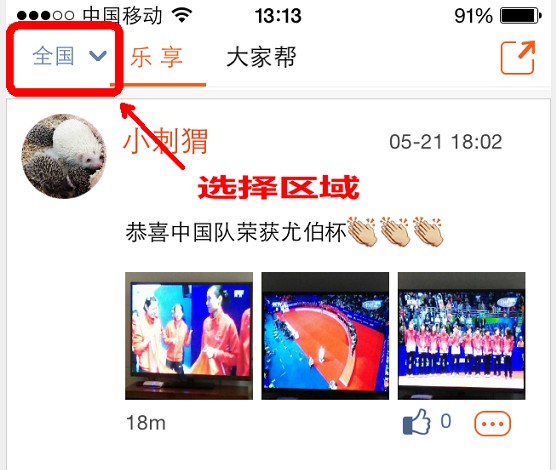 中国移动 13:13 91%
全国 乐享 大家帮
小刺猬 05-21 18:02
选择区域
恭喜中国队荣获尤伯杯👏👏👏
18m 0